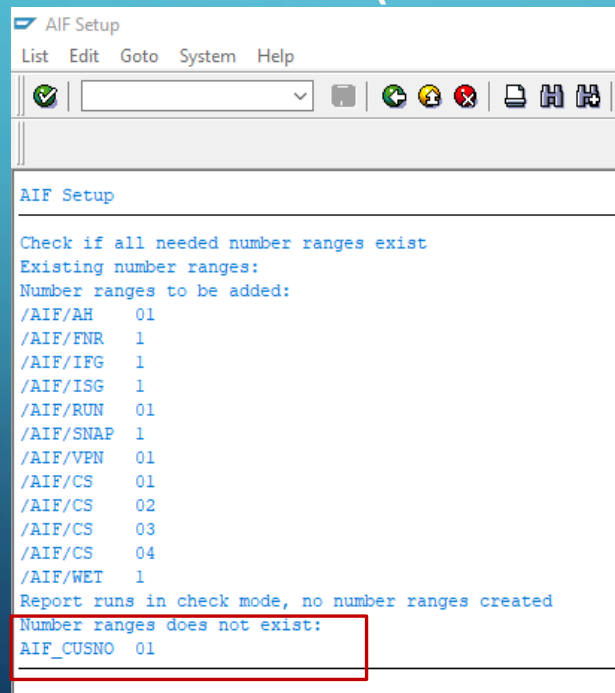 AIF Setup
List Edit Goto System Help
AIF Setup
Check if all needed number ranges exist
Existing number ranges:
Number ranges to be added:
/AIF/AH 01
/AIF/FNR 1
/AIF/IFG 1
/AIF/ISG 1
/AIF/RUN 01
/AIF/SNAP 1
/AIF/VPN 01
/AIF/CS 01
/AIF/CS 02
/AIF/CS 03
/AIF/CS 04
/AIF/WET 1
Report runs in check mode, no number ranges created
Number ranges does not exist:
AIF_CUSNO 01